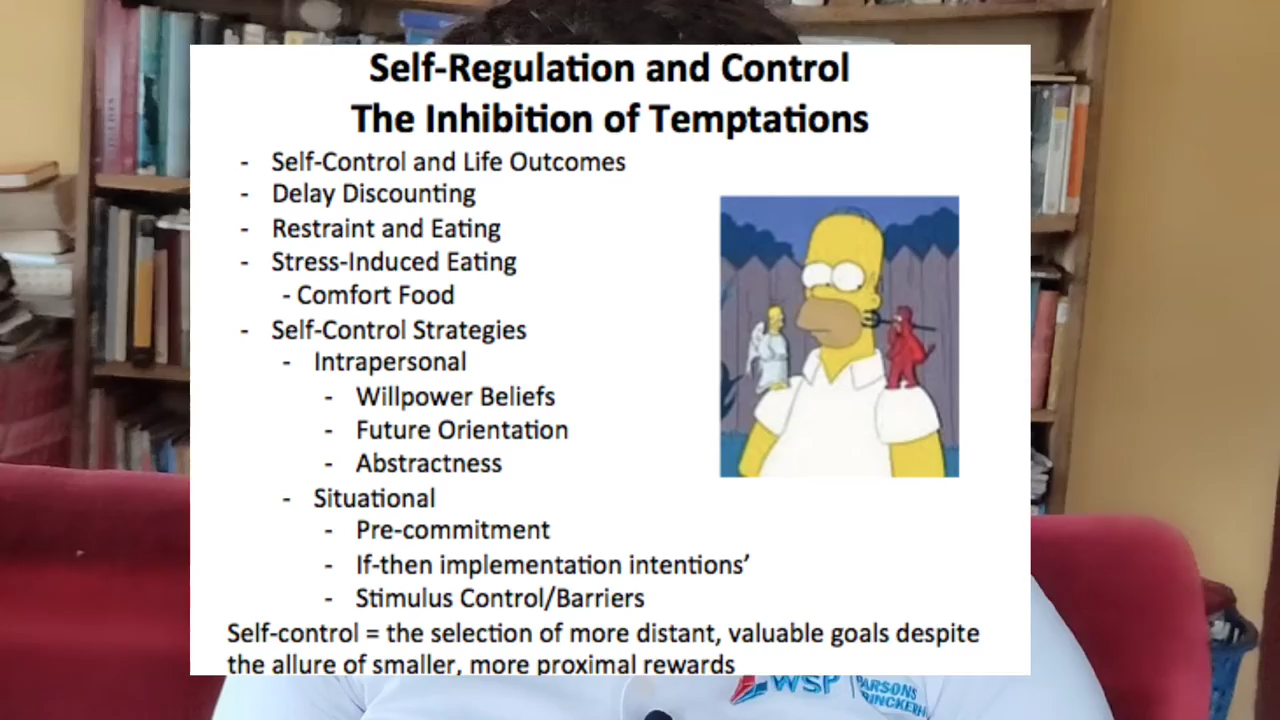 Self-Regulation and Control
The Inhibition of Temptations
- Self-Control and Life Outcomes
- Delay Discounting
- Restraint and Eating
- Stress-Induced Eating
- Comfort Food
- Self-Control Strategies
- Intrapersonal
- Willpower Beliefs
- Future Orientation
- Abstractness
- Situational
- Pre-commitment
- If-then implementation intentions’
- Stimulus Control/Barriers
Self-control = the selection of more distant, valuable goals despite
the allure of smaller, more proximal rewards
WSP